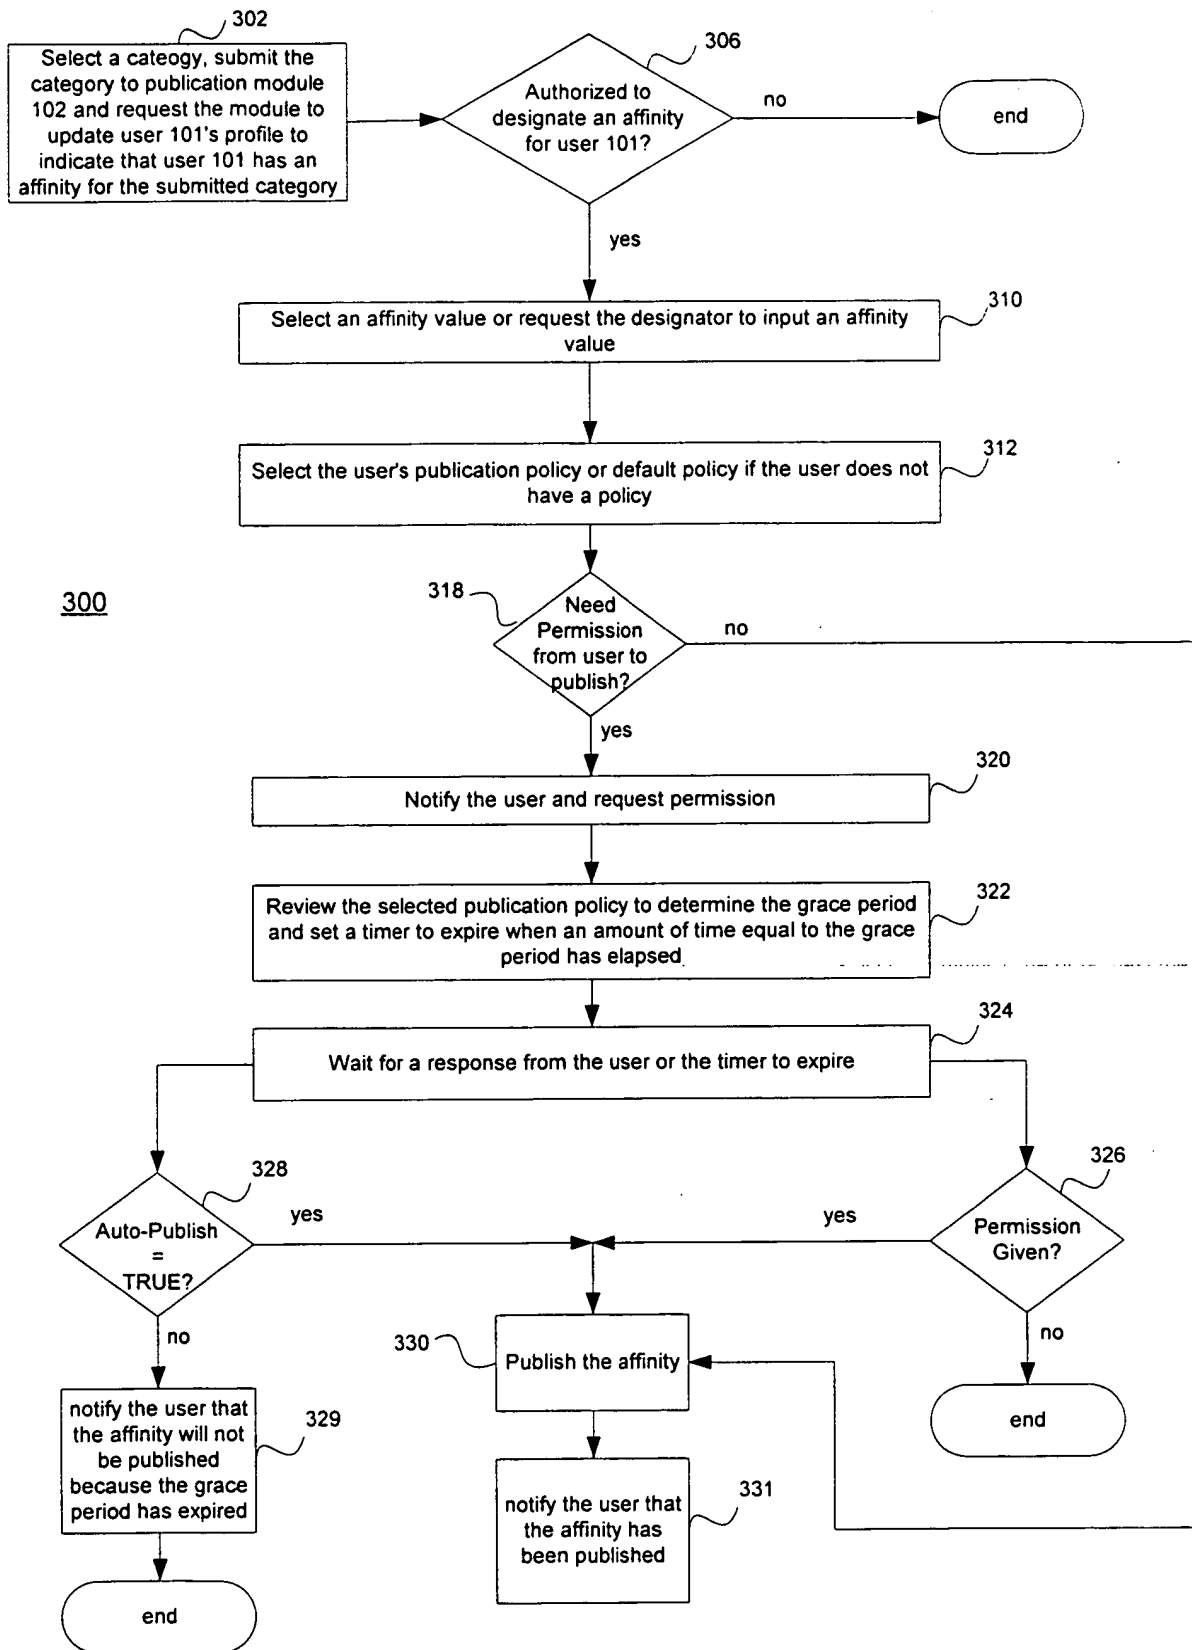 302
Select a cateogy, submit the
category to publication module
102 and request the module to
update user 101's profile to
indicate that user 101 has an
affinity for the submitted category
306
Authorized to
designate an affinity
for user 101?
no
end
yes
310
Select an affinity value or request the designator to input an affinity
value
312
Select the user's publication policy or default policy if the user does not
have a policy
300
318
Need
Permission
from user to
publish?
no
yes
320
Notify the user and request permission
322
Review the selected publication policy to determine the grace period
and set a timer to expire when an amount of time equal to the grace
period has elapsed
324
Wait for a response from the user or the timer to expire
328
Auto-Publish
=
TRUE?
yes
no
326
Permission
Given?
yes
no
end
330
Publish the affinity
329
notify the user that
the affinity will not
be published
because the grace
period has expired
331
notify the user that
the affinity has
been published
end